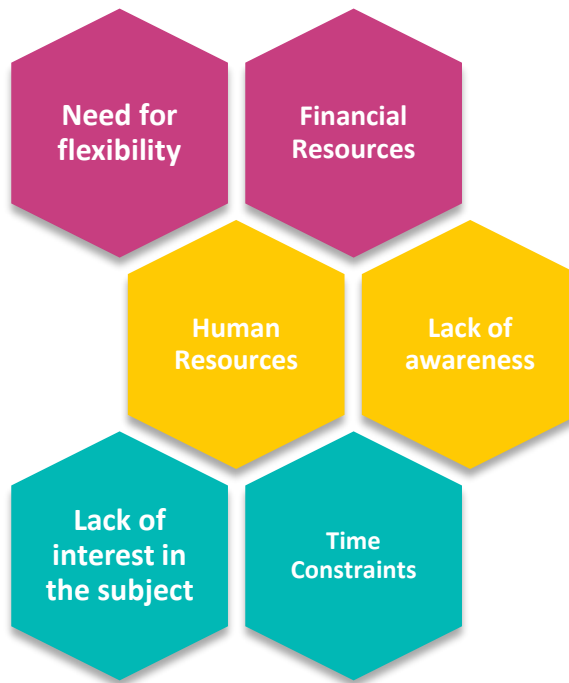 Need for
flexibility
Financial
Resources
Human
Resources
Lack of
awareness
Lack of
interest in
the subject
Time
Constraints